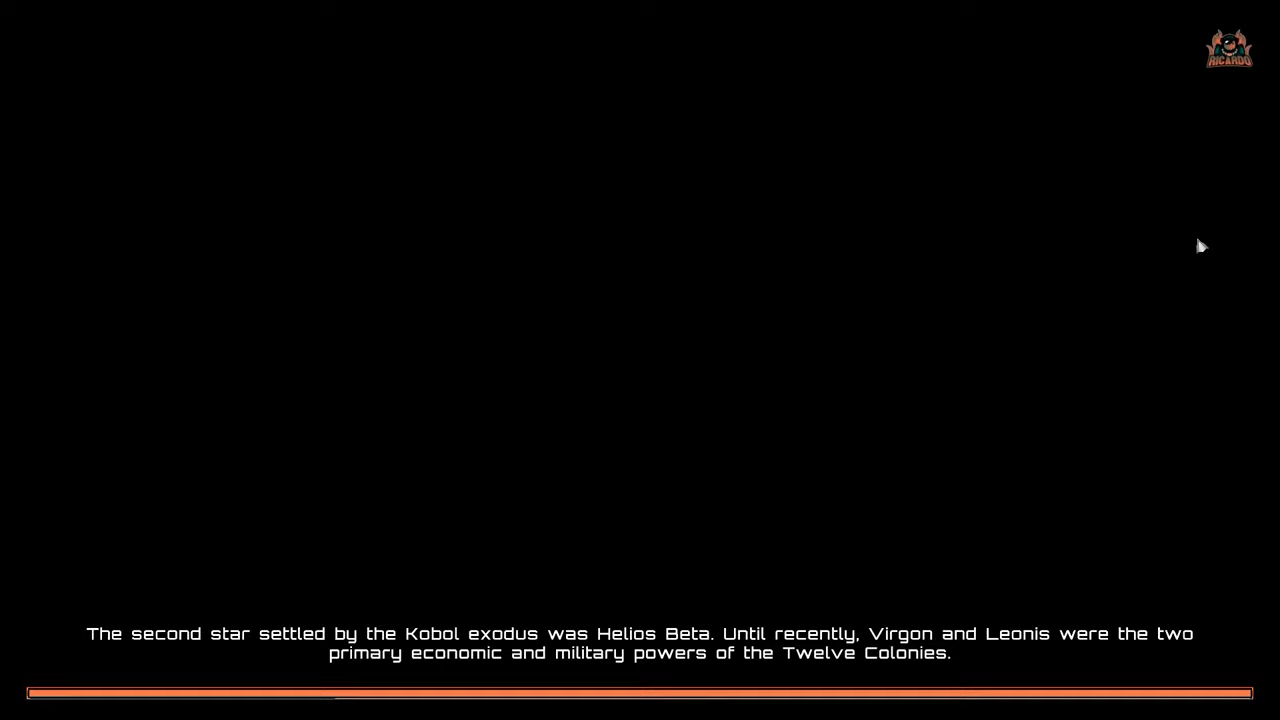 RICARDO
The second star settled by the Kobol exodus was Helios Beta. Until recently, Virgon and Leonis were the two
primary economic and military powers of the Twelve Colonies.